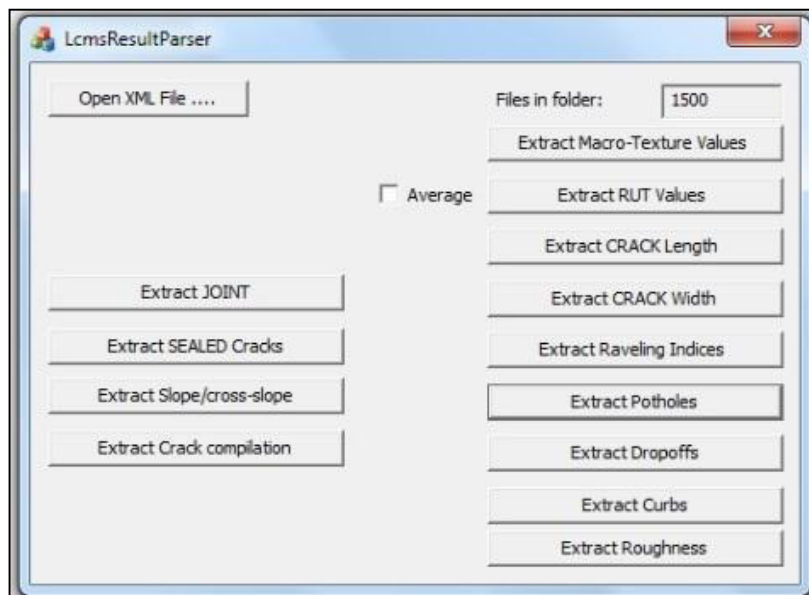 LcmsResultParser
Open XML File ....
Files in folder: 1500
Extract Macro-Texture Values
Average
Extract RUT Values
Extract CRACK Length
Extract JOINT
Extract CRACK Width
Extract SEALED Cracks
Extract Raveling Indices
Extract Slope/cross-slope
Extract Potholes
Extract Crack compilation
Extract Dropoffs
Extract Curbs
Extract Roughness